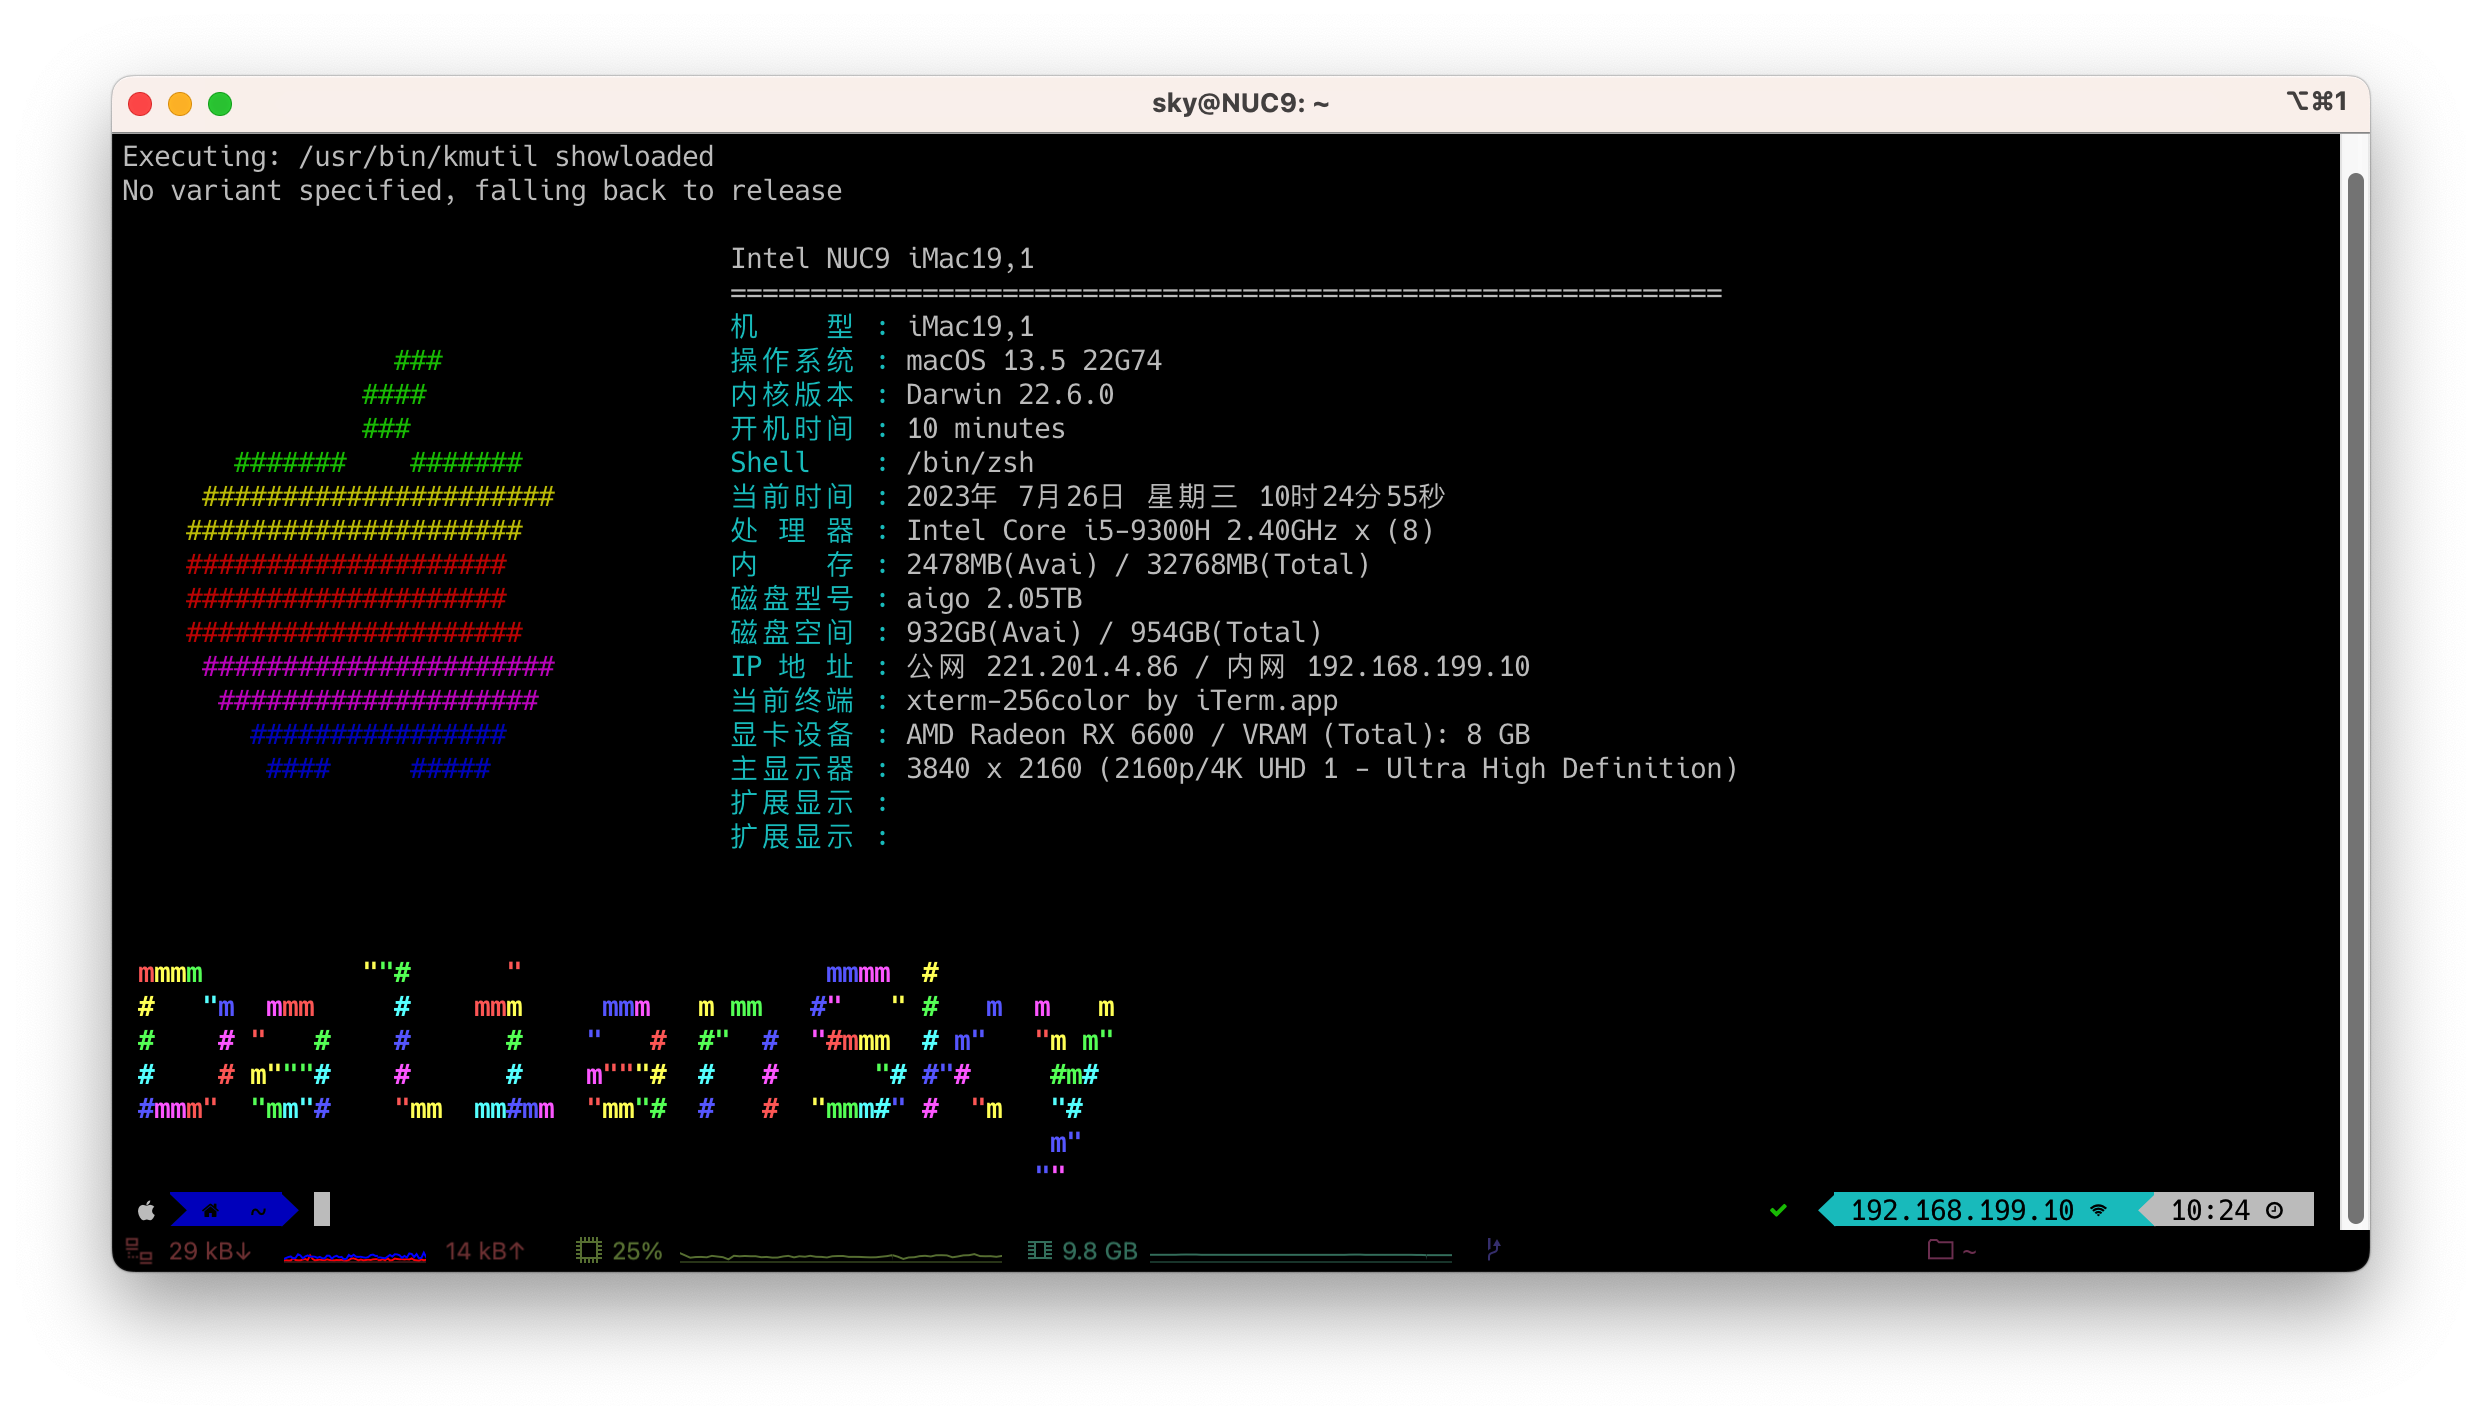 sky@NUC9: ~
⌥⌘1
Executing: /usr/bin/kmutil showloaded
No variant specified, falling back to release
Intel NUC9 iMac19,1
==============================================================
机 型 : iMac19,1
操作系统 : macOS 13.5 22G74
内核版本 : Darwin 22.6.0
开机时间 : 10 minutes
Shell : /bin/zsh
当前时间 : 2023年 7月26日 星期三 10时24分55秒
处 理 器 : Intel Core i5-9300H 2.40GHz x (8)
内 存 : 2478MB(Avai) / 32768MB(Total)
磁盘型号 : aigo 2.05TB
磁盘空间 : 932GB(Avai) / 954GB(Total)
IP 地 址 : 公网 221.201.4.86 / 内网 192.168.199.10
当前终端 : xterm-256color by iTerm.app
显卡设备 : AMD Radeon RX 6600 / VRAM (Total): 8 GB
主显示器 : 3840 x 2160 (2160p/4K UHD 1 - Ultra High Definition)
扩展显示 :
扩展显示 :
DalianSky
~
192.168.199.10
10:24
29 kB↓ 14 kB↑ 25% 9.8 GB ~